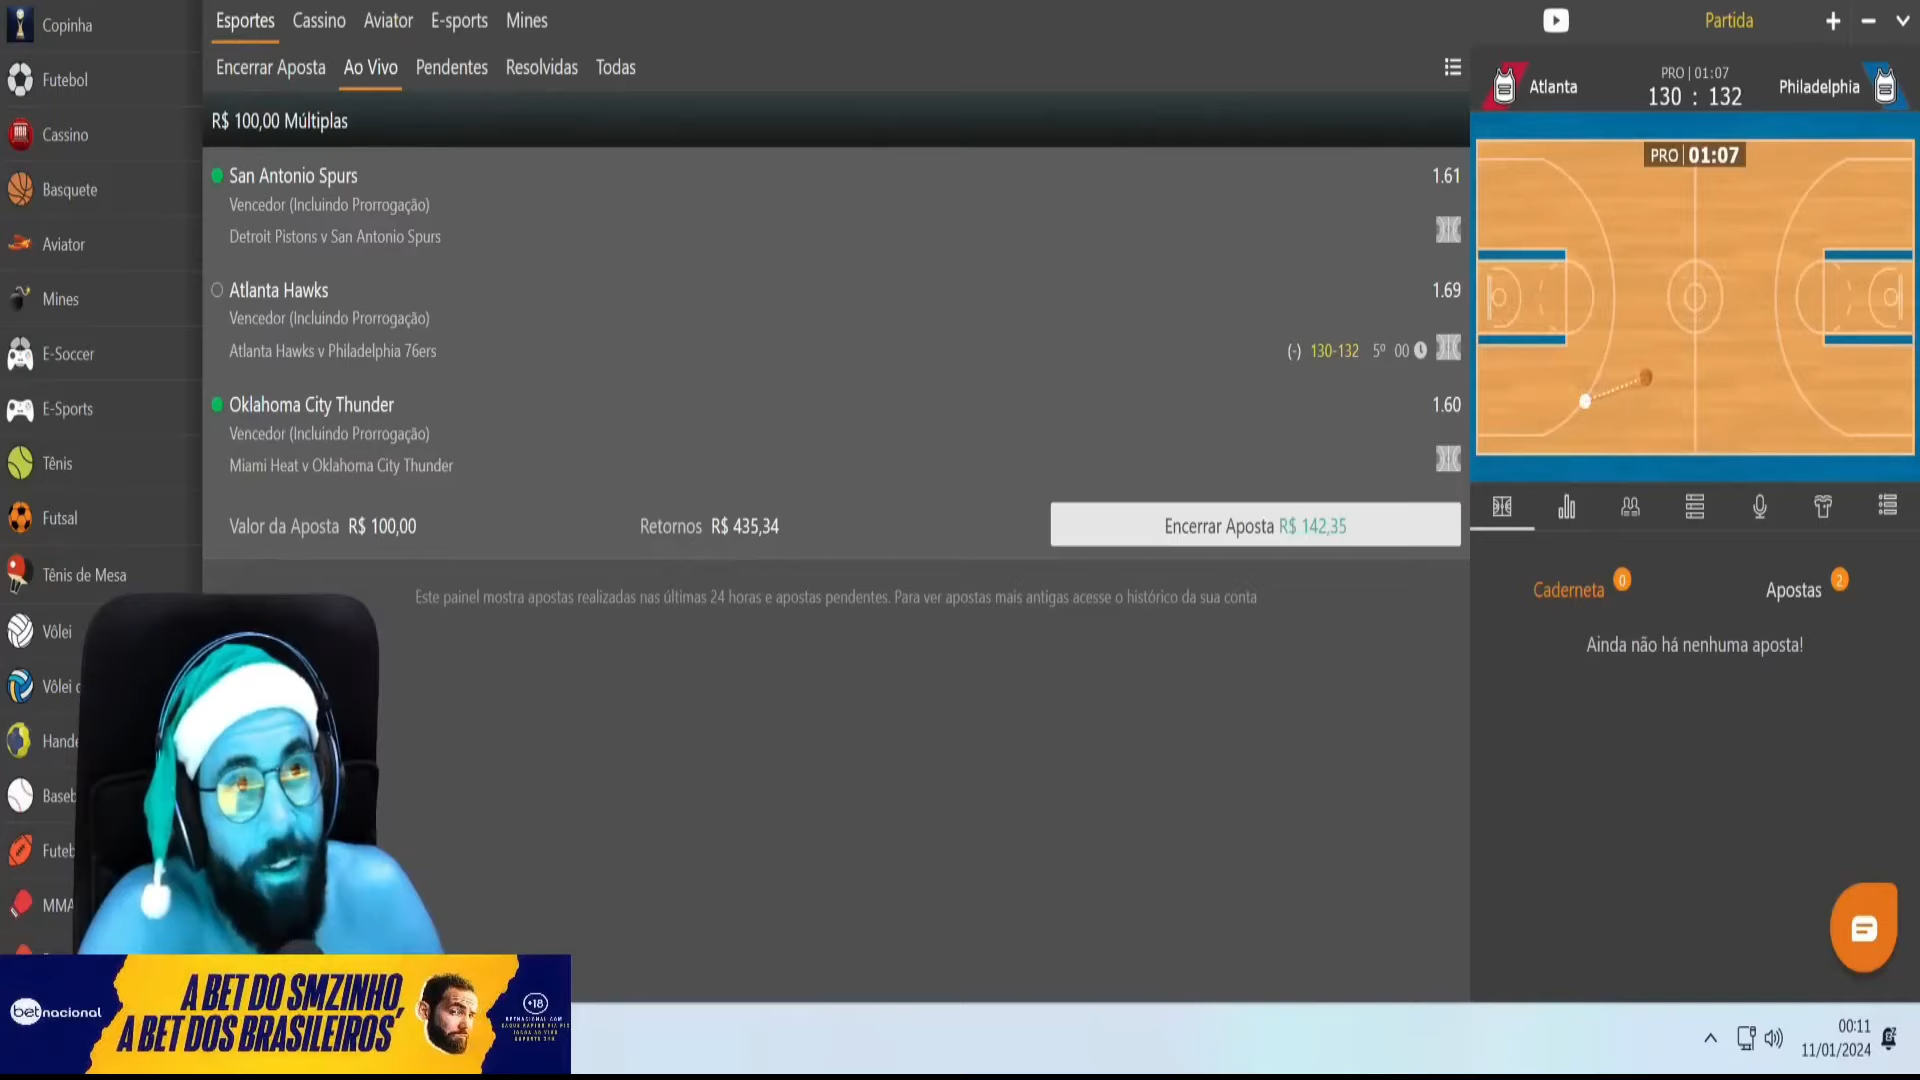 Copinha
Futebol
Cassino
Basquete
Aviator
Mines
E-Soccer
E-Sports
Tênis
Futsal
Tênis de Mesa
Vôlei
Vôlei
Hande
Baseb
Futeb
MMA
Esportes Cassino Aviator E-sports Mines
Encerrar Aposta Ao Vivo Pendentes Resolvidas Todas
R$ 100,00 Múltiplas
San Antonio Spurs 1.61
Vencedor (Incluindo Prorrogação)
Detroit Pistons v San Antonio Spurs
Atlanta Hawks 1.69
Vencedor (Incluindo Prorrogação)
Atlanta Hawks v Philadelphia 76ers (-) 130-132 5º 00
Oklahoma City Thunder 1.60
Vencedor (Incluindo Prorrogação)
Miami Heat v Oklahoma City Thunder
Valor da Aposta R$ 100,00 Retornos R$ 435,34 Encerrar Aposta R$ 142,35
Este painel mostra apostas realizadas nas últimas 24 horas e apostas pendentes. Para ver apostas mais antigas acesse o histórico da sua conta
Partida
Atlanta PRO | 01:07 Philadelphia
130 : 132
PRO | 01:07
Caderneta 0 Apostas 2
Ainda não há nenhuma aposta!
betnacional
A BET DO SMZINHO,
A BET DOS BRASILEIROS
+18
BETNACIONAL.COM
00:11
11/01/2024